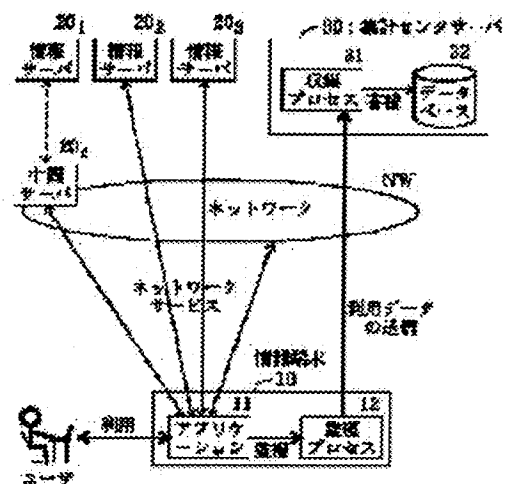 20₁ 20₂ 20₃
情報サーバ 情報サーバ 情報サーバ
30:統計センタサーバ
31 32
収録プロセス
蓄積
データベース
20₄
中間サーバ
NW
ネットワーク
ネットワークサービス
利用データの送信
情報端末
10
11 12
ユーザ
利用
アプリケーション
監視
監視プロセス